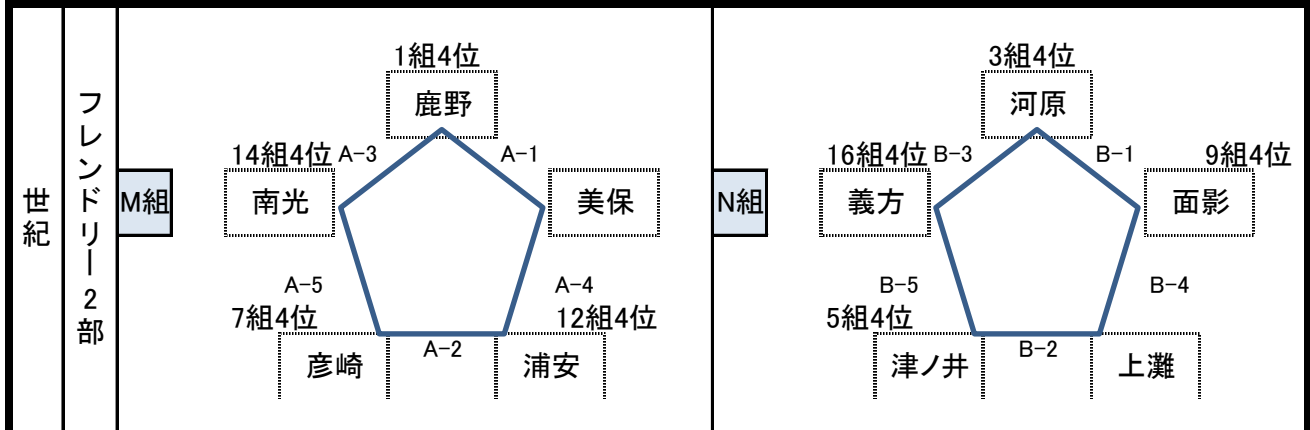 世紀
フレンドリー2部
M組
1組4位
鹿野
14組4位
A-3
A-1
南光
美保
A-5
A-4
7組4位
12組4位
彦崎
A-2
浦安
N組
3組4位
河原
16組4位
B-3
B-1
9組4位
義方
面影
B-5
B-4
5組4位
津ノ井
B-2
上灘